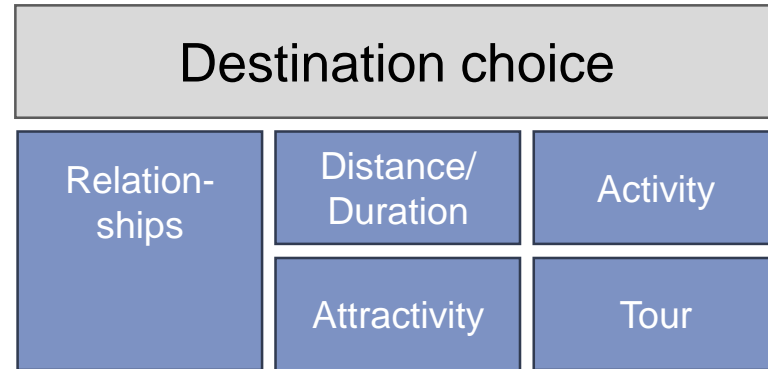 Destination choice
Relation-
ships
Distance/
Duration
Activity
Attractivity
Tour